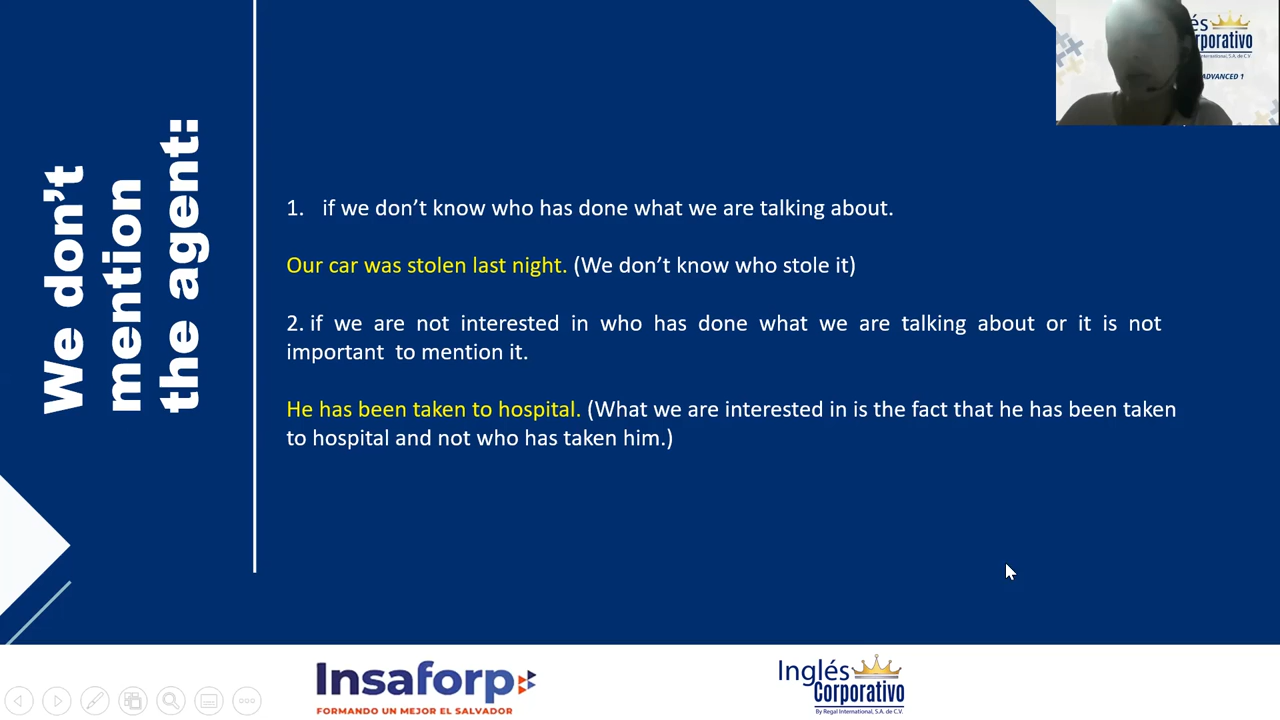 We don't
mention
the agent:
1. if we don't know who has done what we are talking about.
Our car was stolen last night. (We don't know who stole it)
2. if we are not interested in who has done what we are talking about or it is not
important to mention it.
He has been taken to hospital. (What we are interested in is the fact that he has been taken
to hospital and not who has taken him.)
és
rporativo
ADVANCED 1
Insaforp
FORMANDO UN MEJOR EL SALVADOR
Inglés
Corporativo
By Regal International, S.A. de C.V.